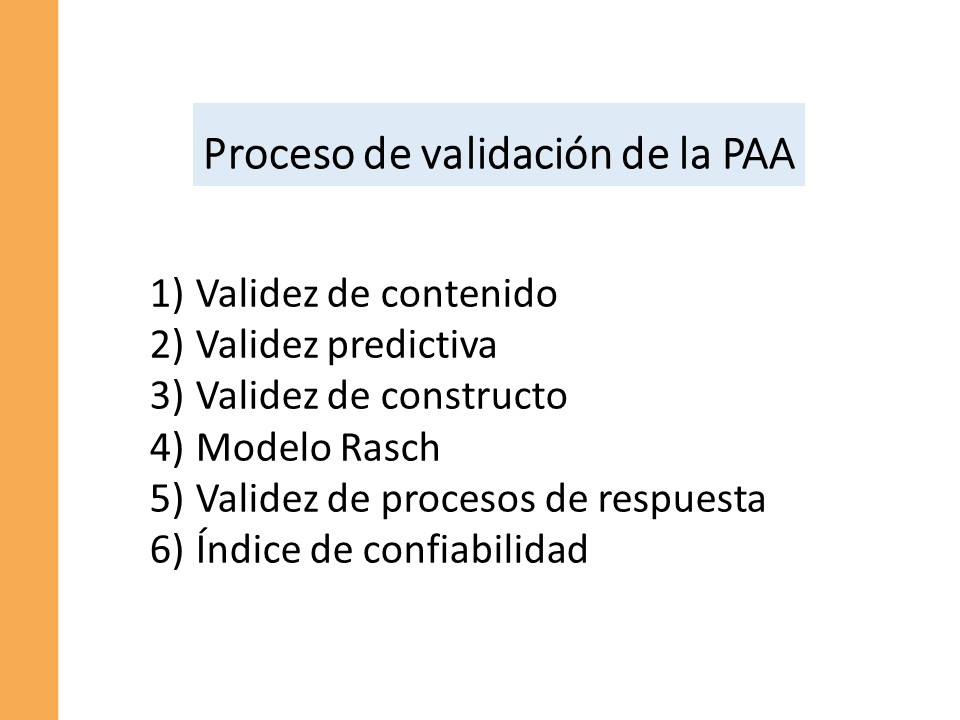 Proceso de validación de la PAA
1) Validez de contenido
2) Validez predictiva
3) Validez de constructo
4) Modelo Rasch
5) Validez de procesos de respuesta
6) Índice de confiabilidad